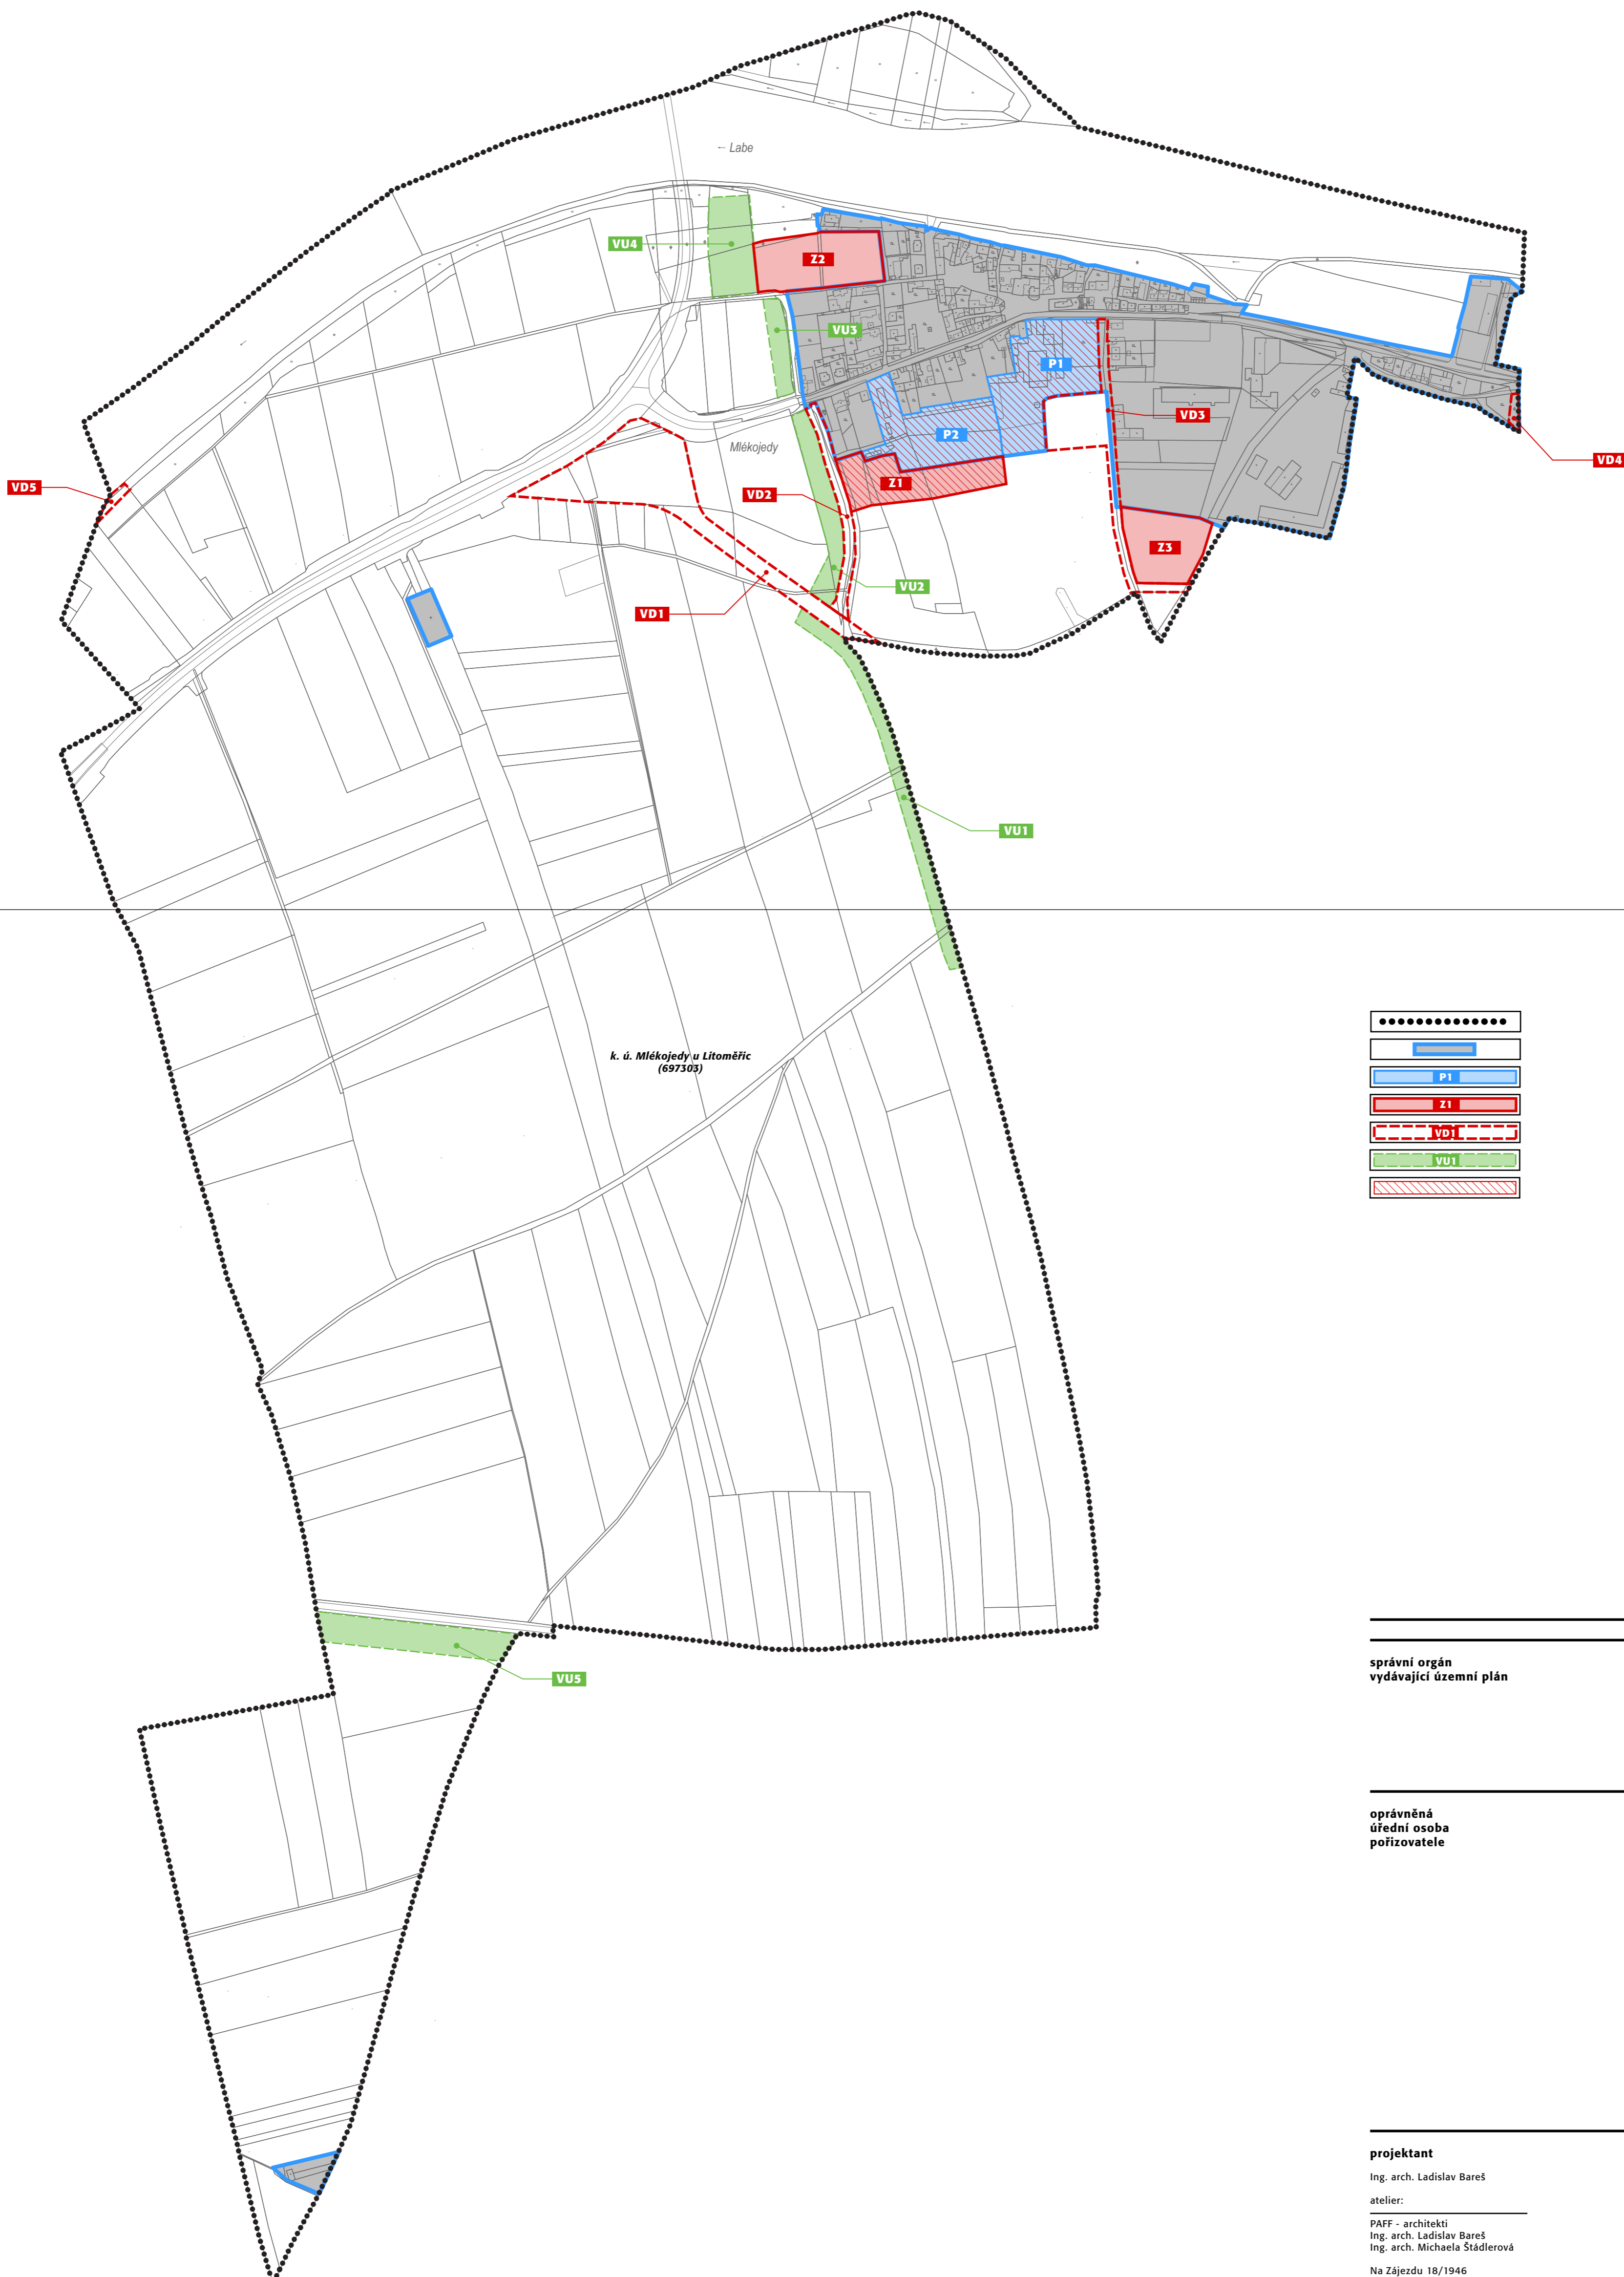 ← Labe
VU4
Z2
VU3
P1
VD3
P2
Mlékojedy
VD4
Z1
VD5
VD2
Z3
VU2
VD1
VU1
k. ú. Mlékojedy u Litoměřic
(697303)
P1
Z1
VD1
VU1
VU5
správní orgán
vydávající územní plán
oprávněná
úřední osoba
pořizovatele
projektant
Ing. arch. Ladislav Bareš
atelier:
PAFF - architekti
Ing. arch. Ladislav Bareš
Ing. arch. Michaela Štádlerová
Na Zájezdu 18/1946